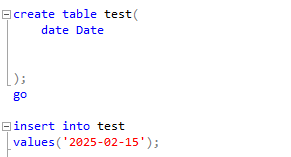 create table test(
    date Date
);
go
insert into test
values('2025-02-15');